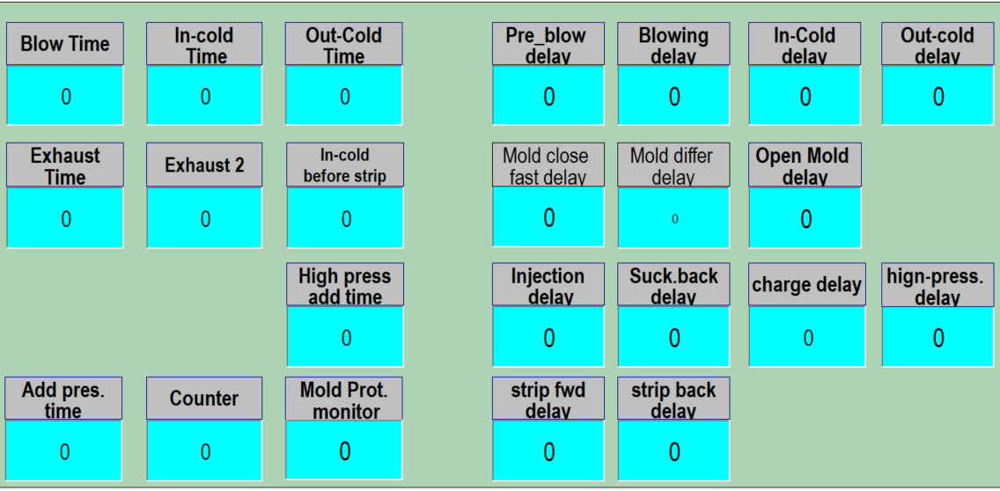 Blow Time
In-cold
Time
Out-Cold
Time
Pre_blow
delay
Blowing
delay
In-Cold
delay
Out-cold
delay
0
0
0
0
0
0
0
Exhaust
Time
Exhaust 2
In-cold
before strip
Mold close
fast delay
Mold differ
delay
Open Mold
delay
0
0
0
0
0
0
High press
add time
Injection
delay
Suck.back
delay
charge delay
hign-press.
delay
0
0
0
0
0
Add pres.
time
Counter
Mold Prot.
monitor
strip fwd
delay
strip back
delay
0
0
0
0
0